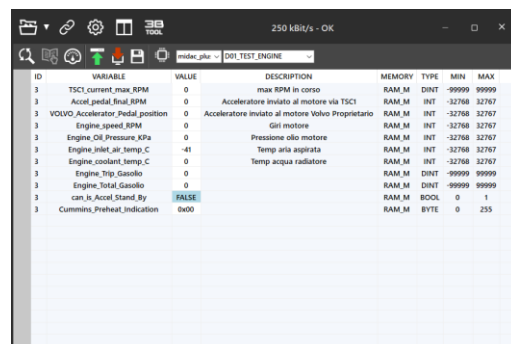 3B TOOL 250 kBit/s - OK
midac_plus D01_TEST_ENGINE
ID VARIABLE VALUE DESCRIPTION MEMORY TYPE MIN MAX
3 TSC1_current_max_RPM 0 max RPM in corso RAM_M DINT -99999 99999
3 Accel_pedal_final_RPM 0 Acceleratore inviato al motore via TSC1 RAM_M INT -32768 32767
3 VOLVO_Accelerator_Pedal_position 0 Acceleratore inviato al motore Volvo Proprietario RAM_M INT -32768 32767
3 Engine_speed_RPM 0 Giri motore RAM_M INT -32768 32767
3 Engine_Oil_Pressure_KPa 0 Pressione olio motore RAM_M INT -32768 32767
3 Engine_inlet_air_temp_C -41 Temp aria aspirata RAM_M INT -32768 32767
3 Engine_coolant_temp_C 0 Temp acqua radiatore RAM_M INT -32768 32767
3 Engine_Trip_Gasolio 0 RAM_M DINT -99999 99999
3 Engine_Total_Gasolio 0 RAM_M DINT -99999 99999
3 can_is_Accel_Stand_By FALSE RAM_M BOOL 0 1
3 Cummins_Preheat_Indication 0x00 RAM_M BYTE 0 255